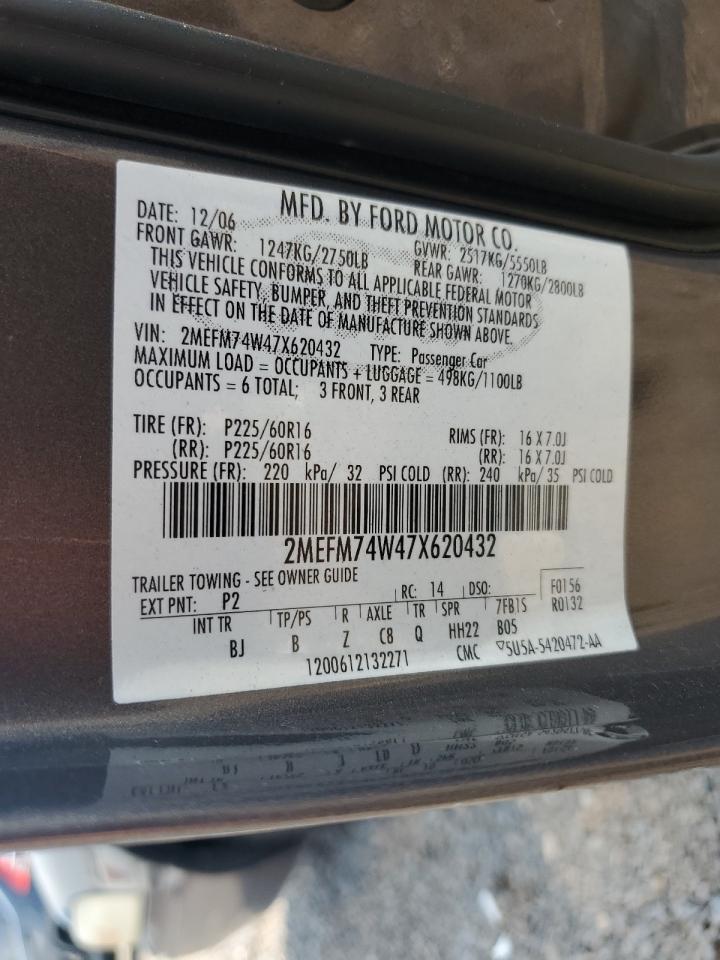 MFD. BY FORD MOTOR CO.
DATE: 12/06 GVWR: 2517KG/5550LB
FRONT GAWR: 1247KG/2750LB REAR GAWR: 1270KG/2800LB
THIS VEHICLE CONFORMS TO ALL APPLICABLE FEDERAL MOTOR
VEHICLE SAFETY, BUMPER, AND THEFT PREVENTION STANDARDS
IN EFFECT ON THE DATE OF MANUFACTURE SHOWN ABOVE.
VIN: 2MEFM74W47X620432 TYPE: Passenger Car
MAXIMUM LOAD = OCCUPANTS + LUGGAGE = 498KG/1100LB
OCCUPANTS = 6 TOTAL; 3 FRONT, 3 REAR
TIRE (FR): P225/60R16 RIMS (FR): 16 X 7.0J
(RR): P225/60R16 (RR): 16 X 7.0J
PRESSURE (FR): 220 kPa/ 32 PSI COLD (RR): 240 kPa/ 35 PSI COLD
2MEFM74W47X620432
TRAILER TOWING - SEE OWNER GUIDE
EXT PNT: P2 RC: 14 DSO: F0156
R0132
INT TR TP/PS R AXLE TR SPR 7FB1S
BJ B Z C8 Q HH22 B05
1200612132271 CMC ▽5U5A-5420472-AA